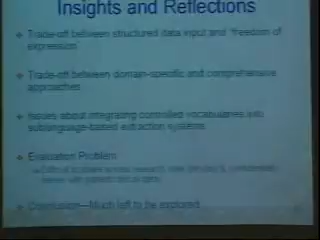 Insights and Reflections
Trade-off between structured data input and "freedom of
expression"
Trade-off between domain-specific and comprehensive
approaches
Issues about integrating controlled vocabularies into
sublanguage-based extraction systems
Evaluation Problem
Conclusion—Much left to be explored